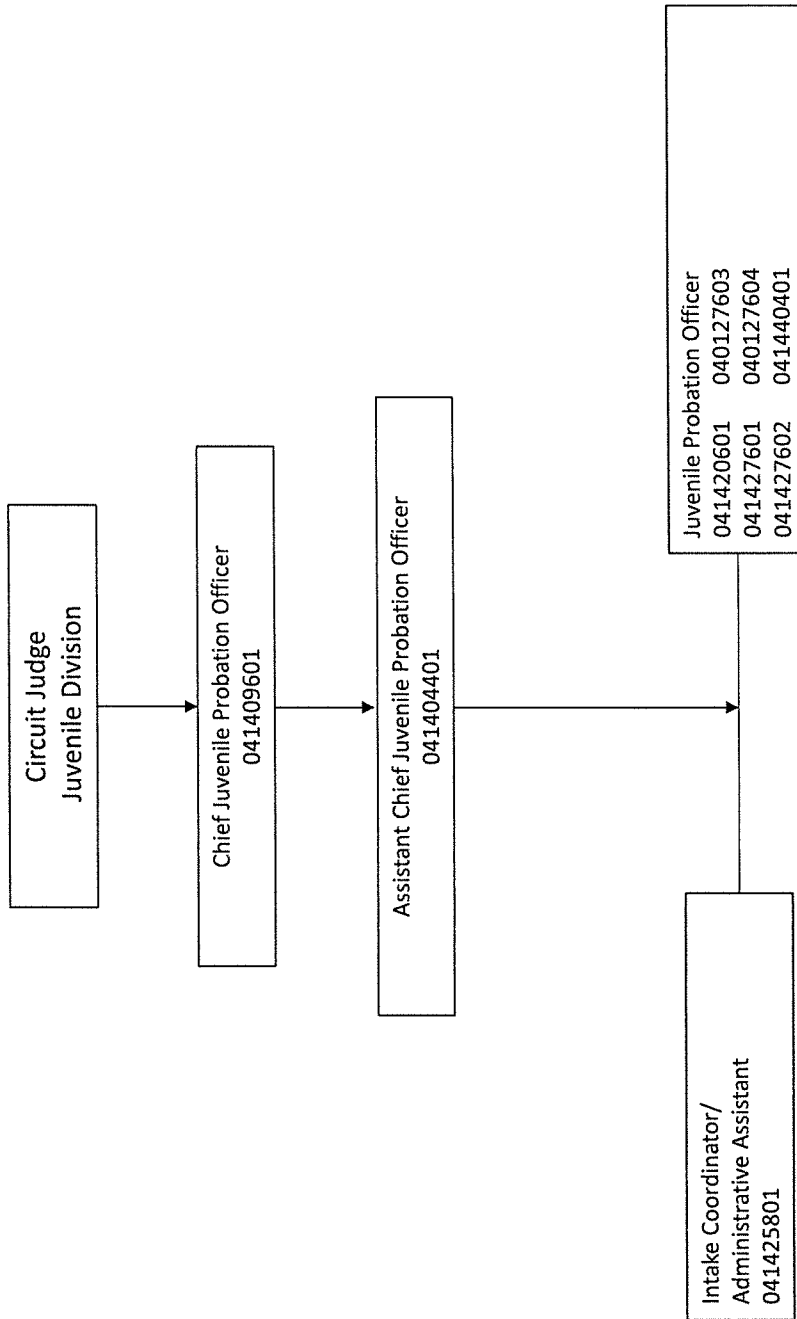 Circuit Judge
Juvenile Division
Chief Juvenile Probation Officer
041409601
Assistant Chief Juvenile Probation Officer
041404401
Intake Coordinator/
Administrative Assistant
041425801
Juvenile Probation Officer
041420601 040127603
041427601 040127604
041427602 041440401